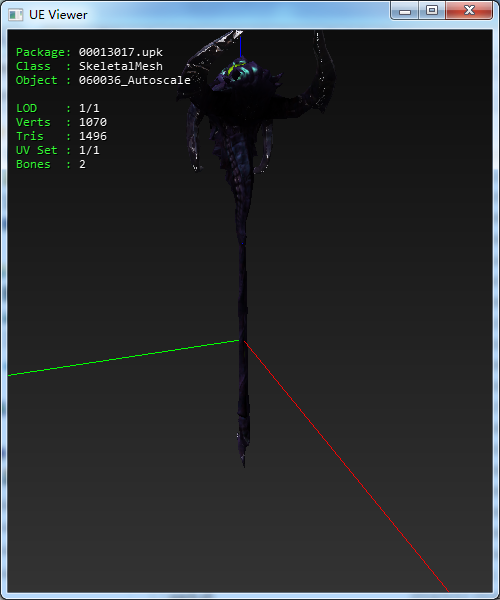 UE Viewer
Package: 00013017.upk
Class : SkeletalMesh
Object : 060036_Autoscale
LOD : 1/1
Verts : 1070
Tris : 1496
UV Set : 1/1
Bones : 2